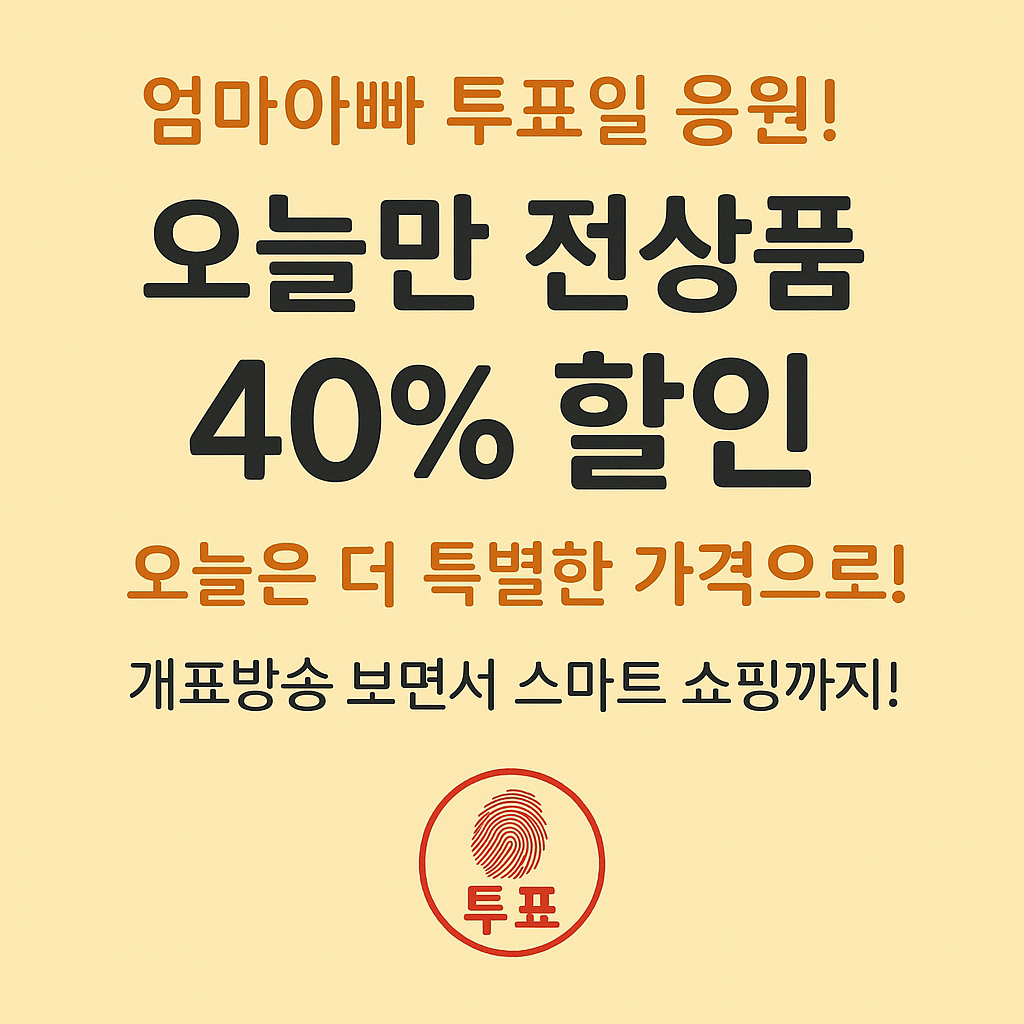 엄마아빠 투표일 응원!
오늘만 전상품
40% 할인
오늘은 더 특별한 가격으로!
개표방송 보면서 스마트 쇼핑까지!
투표